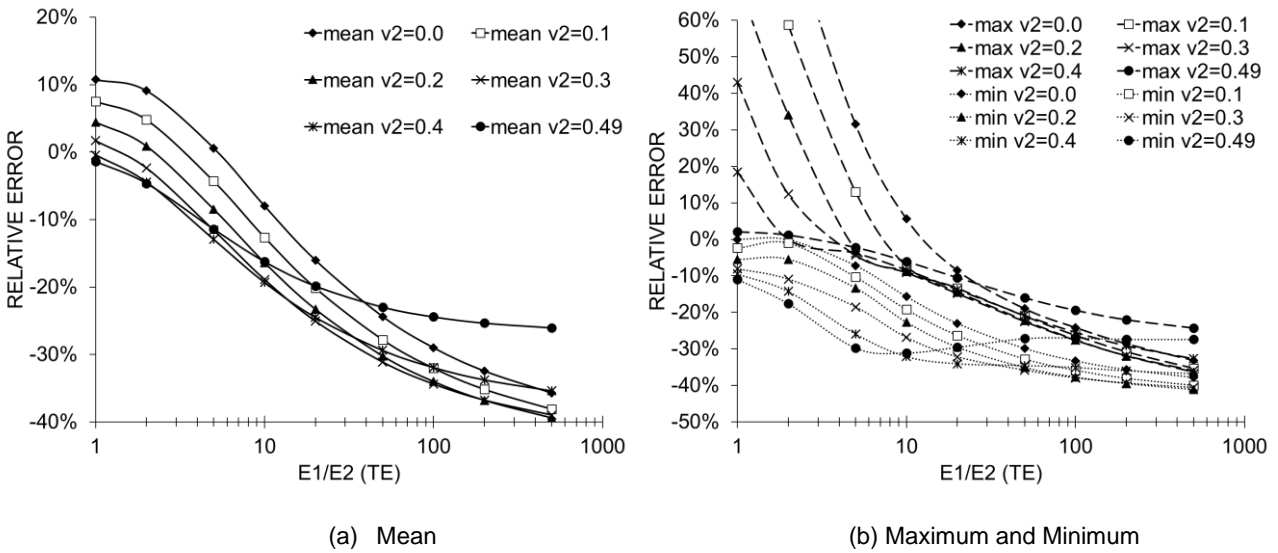 20%
10%
0%
-10%
-20%
-30%
-40%
RELATIVE ERROR
mean v2=0.0
mean v2=0.1
mean v2=0.2
mean v2=0.3
mean v2=0.4
mean v2=0.49
1
10
100
1000
E1/E2 (TE)
(a) Mean
60%
50%
40%
30%
20%
10%
0%
-10%
-20%
-30%
-40%
-50%
RELATIVE ERROR
max v2=0.0
max v2=0.1
max v2=0.2
max v2=0.3
max v2=0.4
max v2=0.49
min v2=0.0
min v2=0.1
min v2=0.2
min v2=0.3
min v2=0.4
min v2=0.49
1
10
100
1000
E1/E2 (TE)
(b) Maximum and Minimum